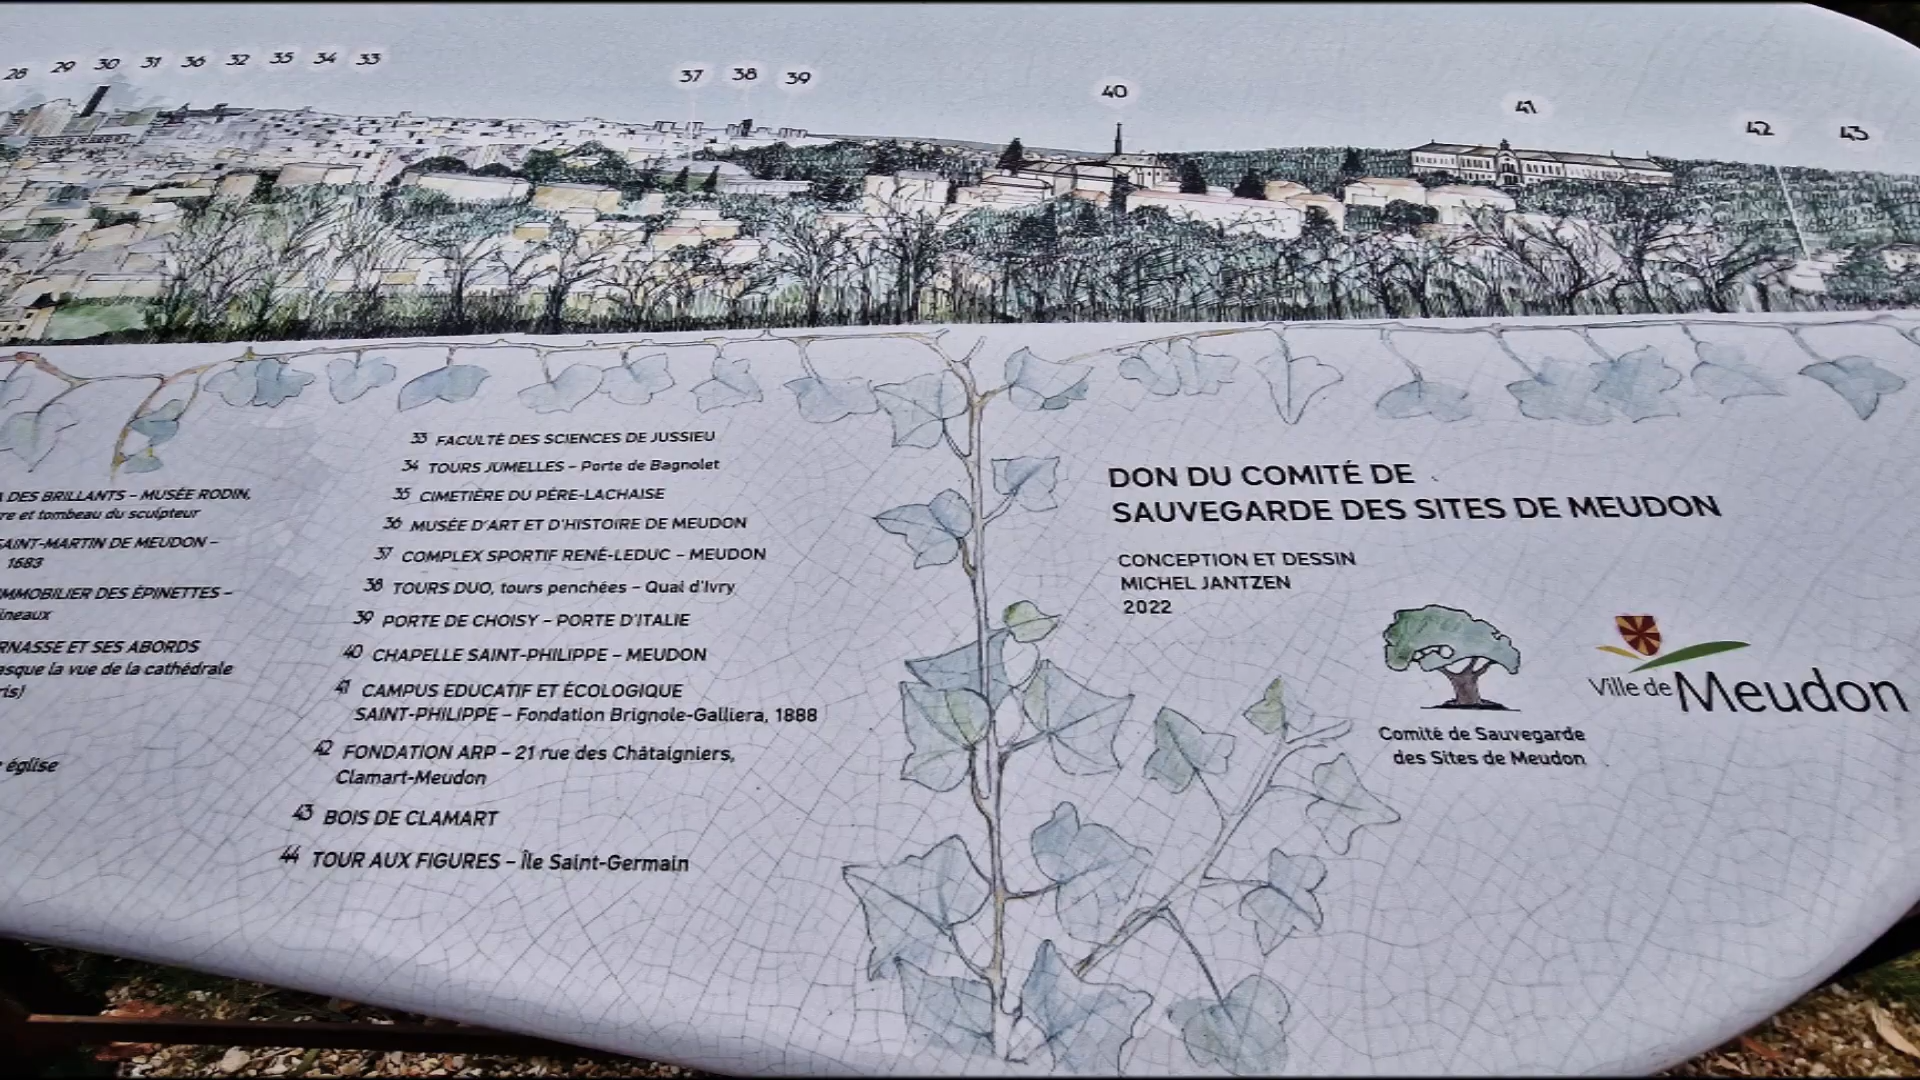 28 29 30 31 36 32 35 34 33 37 38 39 40 41 42 43
DES BRILLANTS – MUSÉE RODIN,
et tombeau du sculpteur
SAINT-MARTIN DE MEUDON –
1683
DES ÉPINETTES –
ET SES ABORDS
la vue de la cathédrale
église
33 FACULTÉ DES SCIENCES DE JUSSIEU
34 TOURS JUMELLES – Porte de Bagnolet
35 CIMETIÈRE DU PÈRE-LACHAISE
36 MUSÉE D'ART ET D'HISTOIRE DE MEUDON
37 COMPLEX SPORTIF RENÉ-LEDUC – MEUDON
38 TOURS DUO, tours penchées – Quai d'Ivry
39 PORTE DE CHOISY – PORTE D'ITALIE
40 CHAPELLE SAINT-PHILIPPE – MEUDON
41 CAMPUS EDUCATIF ET ÉCOLOGIQUE
SAINT-PHILIPPE – Fondation Brignole-Galliera, 1888
42 FONDATION ARP – 21 rue des Châtaigniers,
Clamart-Meudon
43 BOIS DE CLAMART
44 TOUR AUX FIGURES – Île Saint-Germain
DON DU COMITÉ DE
SAUVEGARDE DES SITES DE MEUDON
CONCEPTION ET DESSIN
MICHEL JANTZEN
2022
Comité de Sauvegarde
des Sites de Meudon
Ville de Meudon